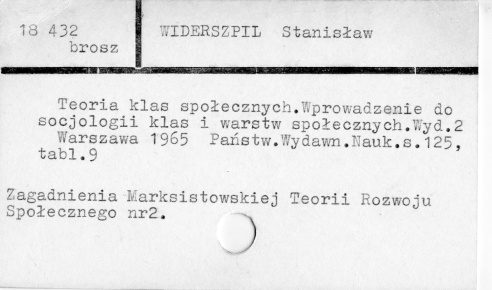 18 432
brosz
WIDERSZPIL Stanisław
Teoria klas społecznych.Wprowadzenie do
socjologii klas i warstw społecznych.Wyd.2
Warszawa 1965 Państw.Wydawn.Nauk.s.125,
tabl.9
Zagadnienia Marksistowskiej Teorii Rozwoju
Społecznego nr2.